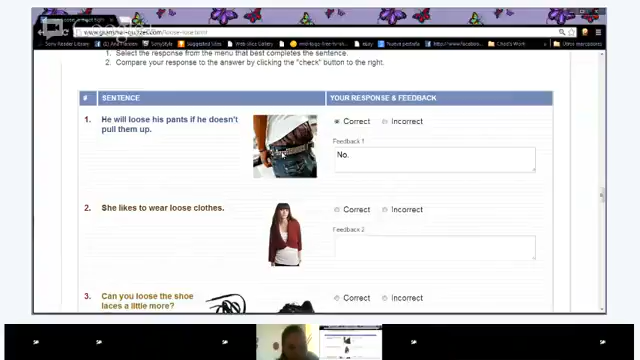 1. Select the response from the menu that best completes the sentence.
2. Compare your response to the answer by clicking the "check" button to the right.
# SENTENCE YOUR RESPONSE & FEEDBACK
1. He will loose his pants if he doesn't
pull them up.
Correct Incorrect
Feedback 1
No.
2. She likes to wear loose clothes.
Correct Incorrect
Feedback 2
3. Can you loose the shoe
laces a little more?
Correct Incorrect